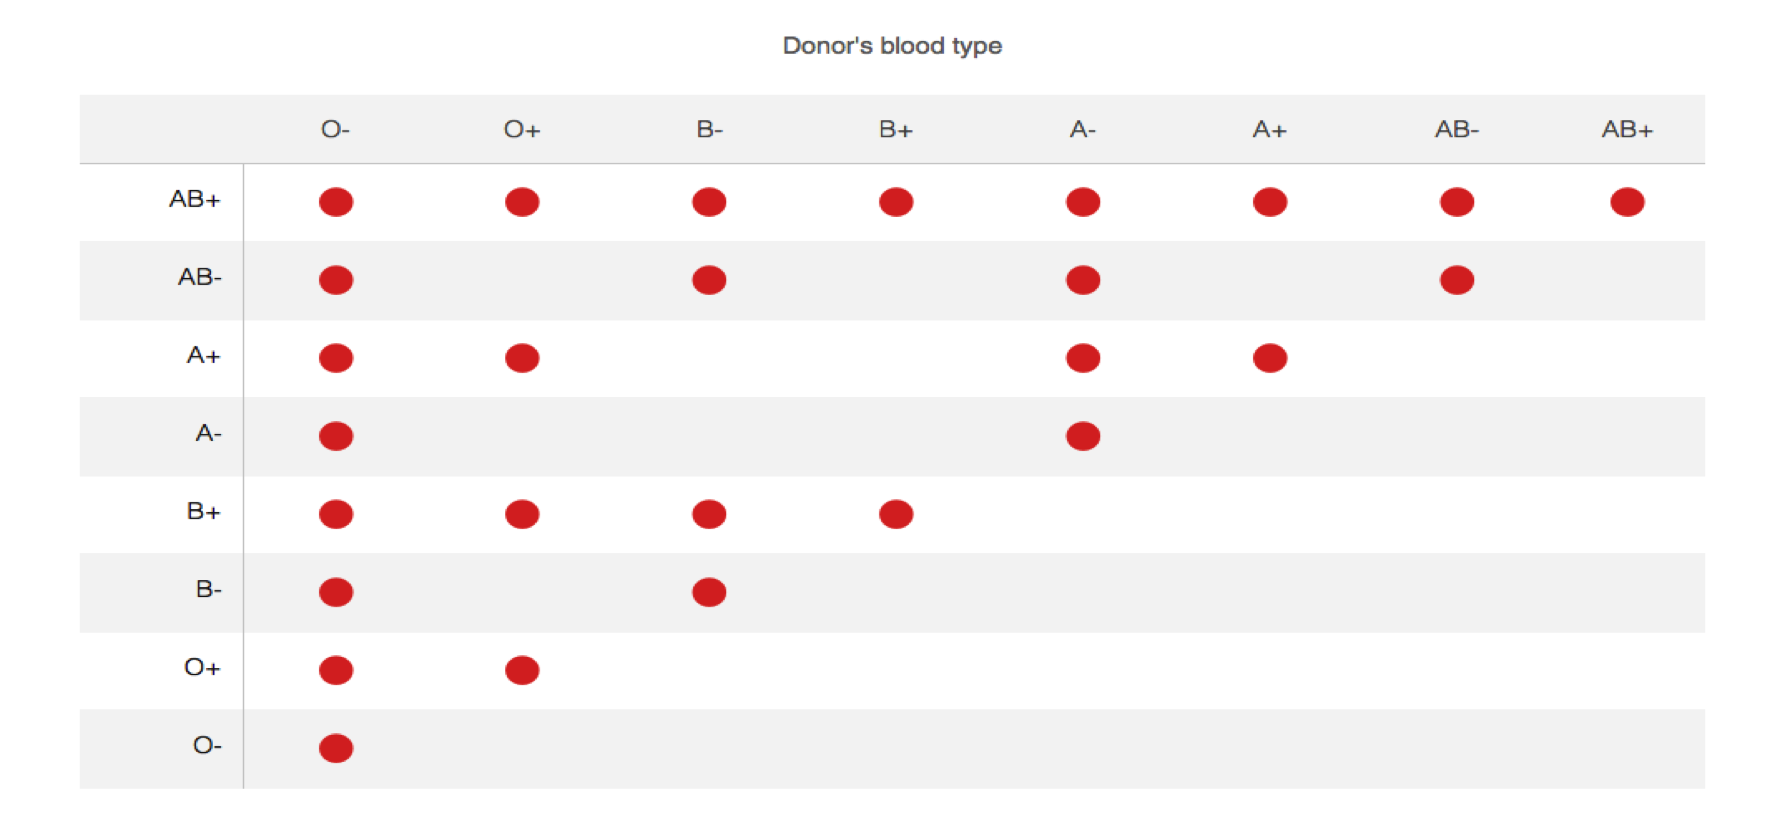 Donor's blood type
O- O+ B- B+ A- A+ AB- AB+
AB+
AB-
A+
A-
B+
B-
O+
O-